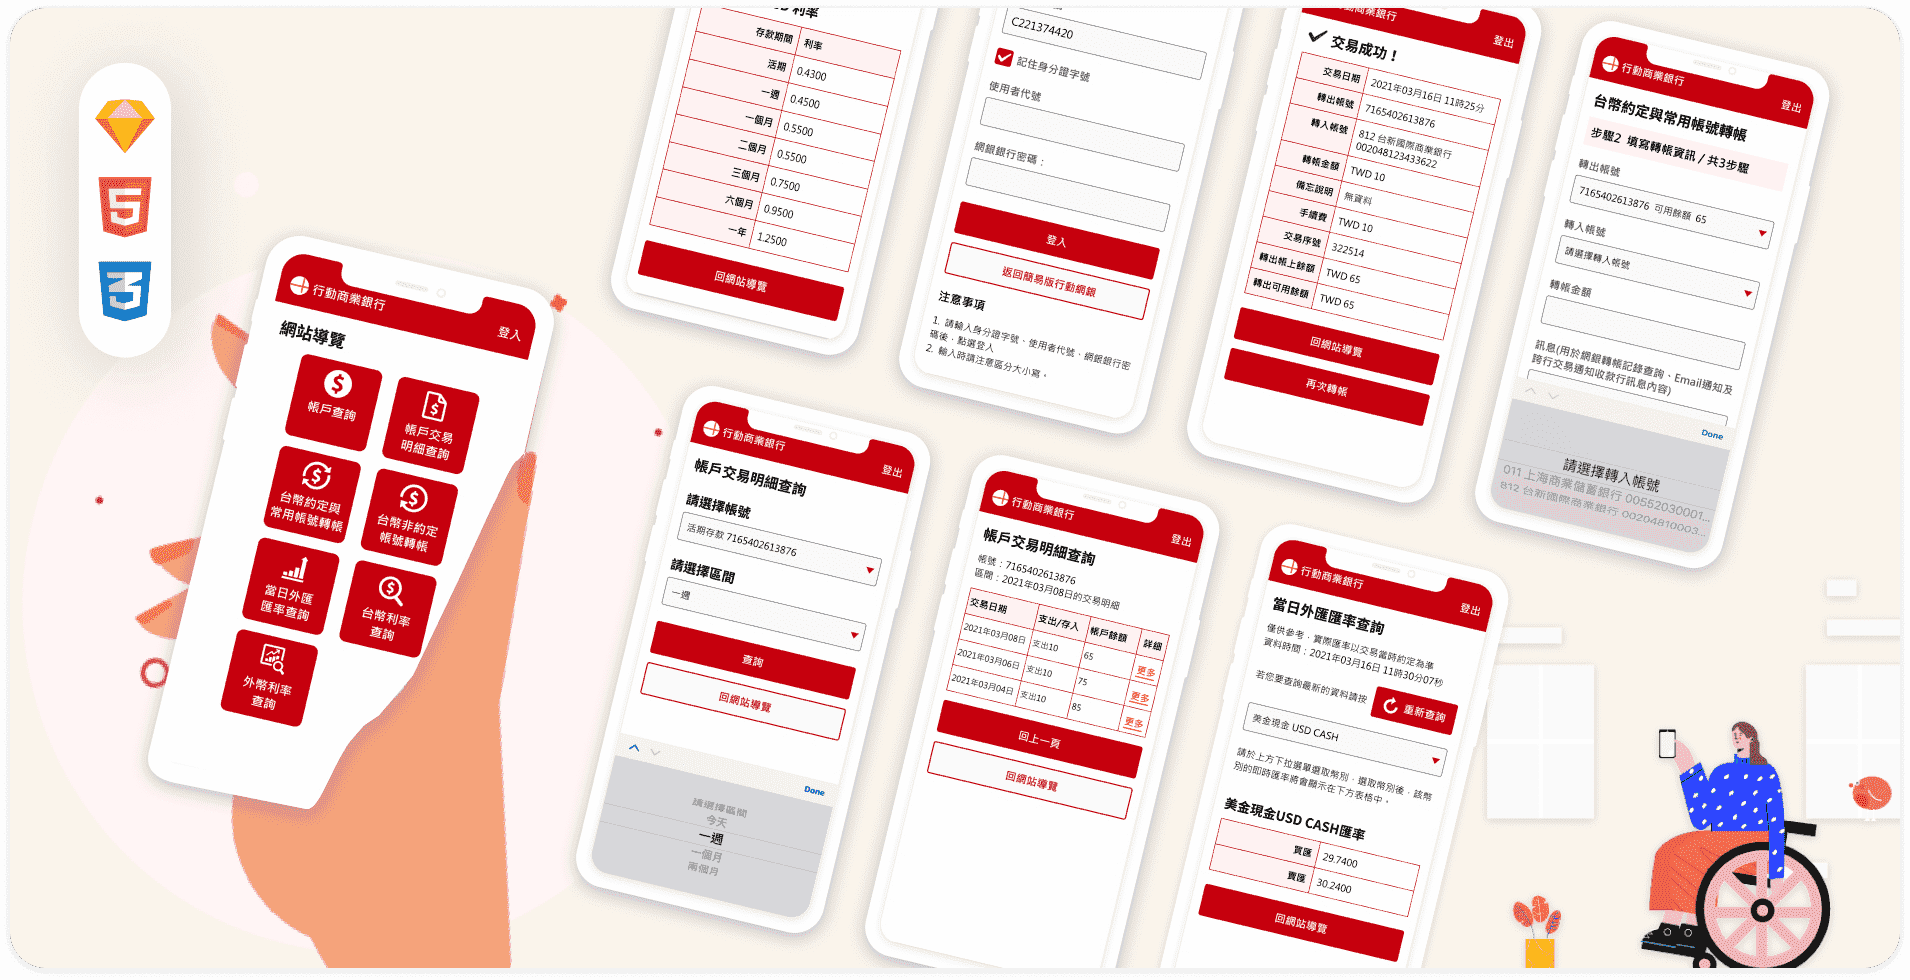 行動商業銀行
登入
網站導覽
帳戶查詢
帳戶交易
明細查詢
台幣約定與
常用帳號轉帳
台幣非約定
帳號轉帳
當日外匯
匯率查詢
台幣利率
查詢
外幣利率
查詢
利率
存款期間 利率
活期 0.4300
一週 0.4500
一個月 0.5500
二個月 0.5500
三個月 0.7500
六個月 0.9500
一年 1.2500
回網站導覽
C221374420
記住身分證字號
使用者代號
網銀銀行密碼：
登入
返回簡易版行動網銀
注意事項
1. 請輸入身分證字號、使用者代號、網銀銀行密
碼後，點選登入
2. 輸入時請注意區分大小寫。
行動商業銀行
登出
交易成功！
交易日期 2021年03月16日 11時25分
轉出帳號 7165402613876
轉入帳號 812 台新國際商業銀行
002048123433622
轉帳金額 TWD 10
備忘說明 無資料
手續費 TWD 10
交易序號 322514
轉出帳上餘額 TWD 65
轉出可用餘額 TWD 65
回網站導覽
再次轉帳
行動商業銀行
登出
台幣約定與常用帳號轉帳
步驟2 填寫轉帳資訊 / 共3步驟
轉出帳號
7165402613876 可用餘額 65
轉入帳號
請選擇轉入帳號
轉帳金額
訊息(用於網銀轉帳記錄查詢、Email通知及
跨行交易通知收款行訊息內容)
Done
請選擇轉入帳號
011 上海商業儲蓄銀行 00552030001...
812 台新國際商業銀行 00204810003...
行動商業銀行
登出
帳戶交易明細查詢
請選擇帳號
活期存款 7165402613876
請選擇區間
一週
查詢
回網站導覽
Done
請選擇區間
今天
一週
一個月
兩個月
行動商業銀行
登出
帳戶交易明細查詢
帳號：7165402613876
區間：2021年03月08日的交易明細
交易日期 支出/存入 帳戶餘額 詳細
2021年03月08日 支出10 65 更多
2021年03月06日 支出10 75 更多
2021年03月04日 支出10 85 更多
回上一頁
回網站導覽
行動商業銀行
登出
當日外匯匯率查詢
僅供參考，實際匯率以交易當時約定為準
資料時間：2021年03月16日 11時30分07秒
若您要查詢最新的資料請按 重新查詢
美金現金 USD CASH
請於上方下拉選單選取幣別，選取幣別後，該幣
別的即時匯率將會顯示在下方表格中。
美金現金USD CASH匯率
買匯 29.7400
賣匯 30.2400
回網站導覽